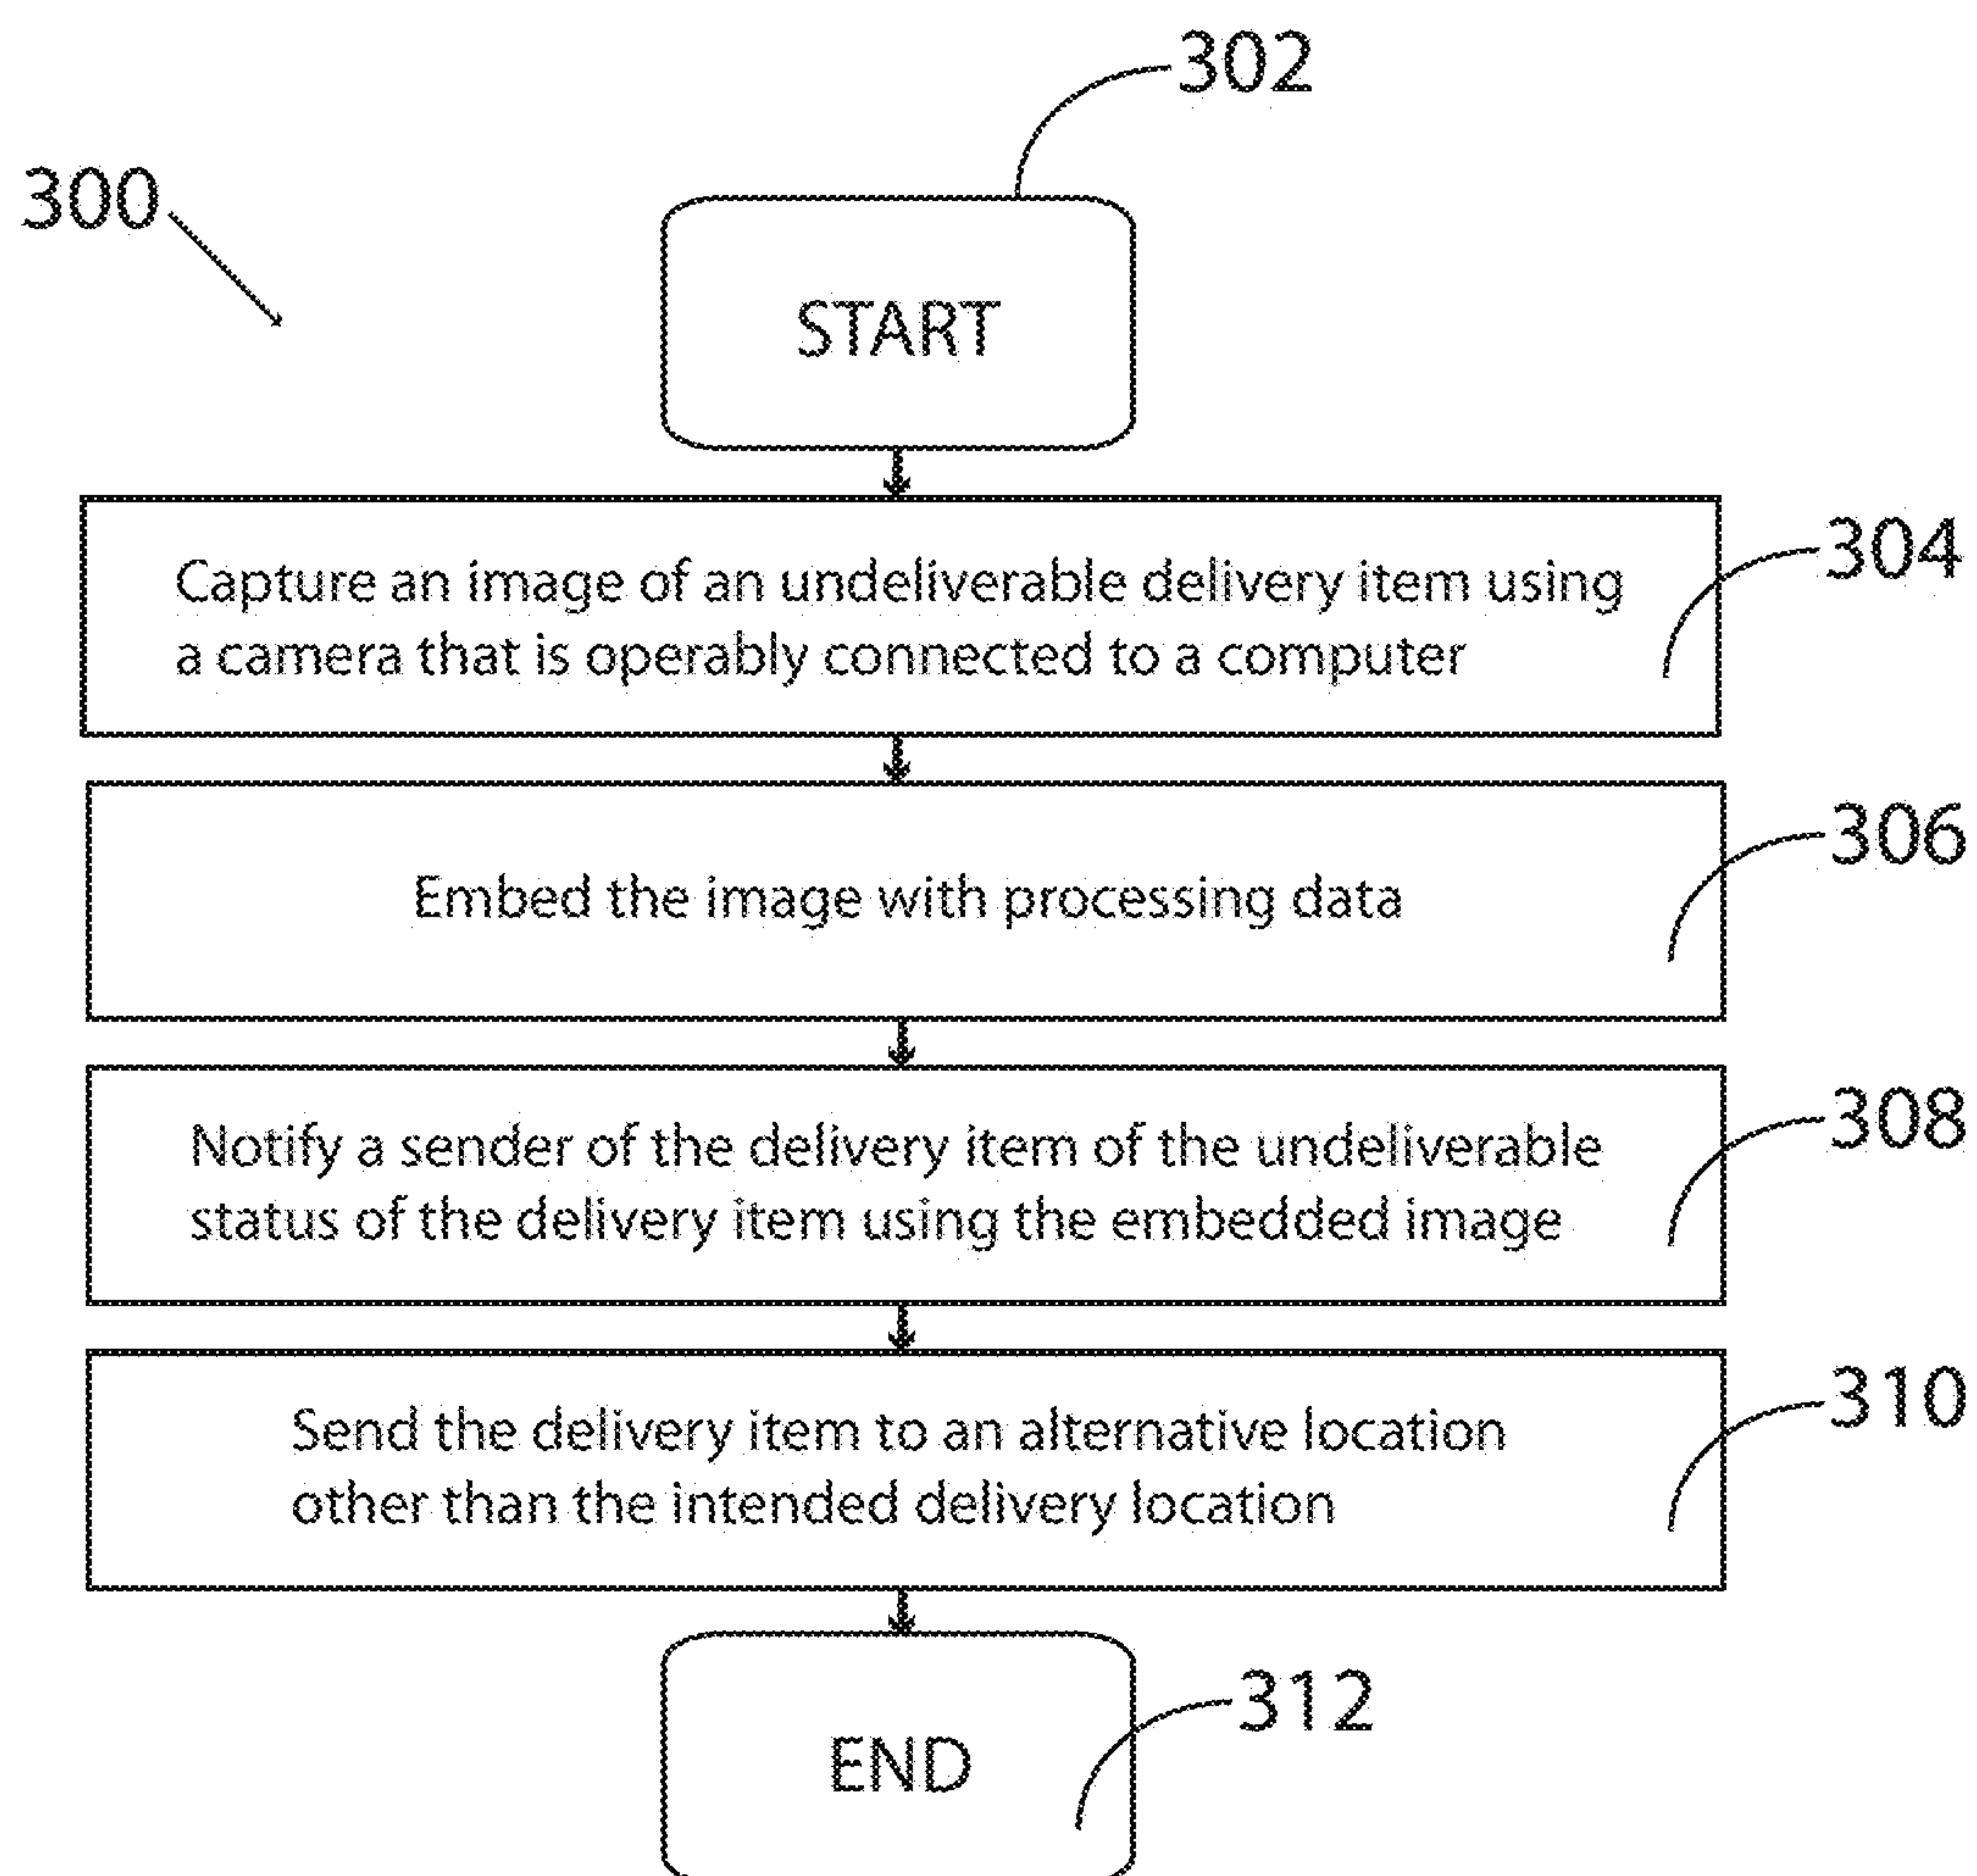 302
300
START
Capture an image of an undeliverable delivery item using
a camera that is operably connected to a computer
304
Embed the image with processing data
306
Notify a sender of the delivery item of the undeliverable
status of the delivery item using the embedded image
308
Send the delivery item to an alternative location
other than the intended delivery location
310
END
312